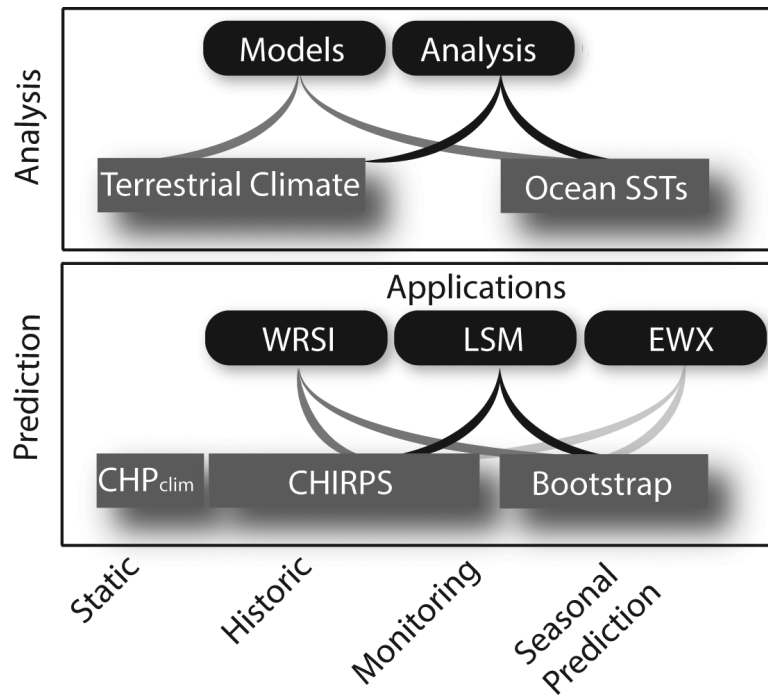 Analysis
Models
Analysis
Terrestrial Climate
Ocean SSTs
Prediction
Applications
WRSI
LSM
EWX
CHPclim
CHIRPS
Bootstrap
Static
Historic
Monitoring
Seasonal
Prediction